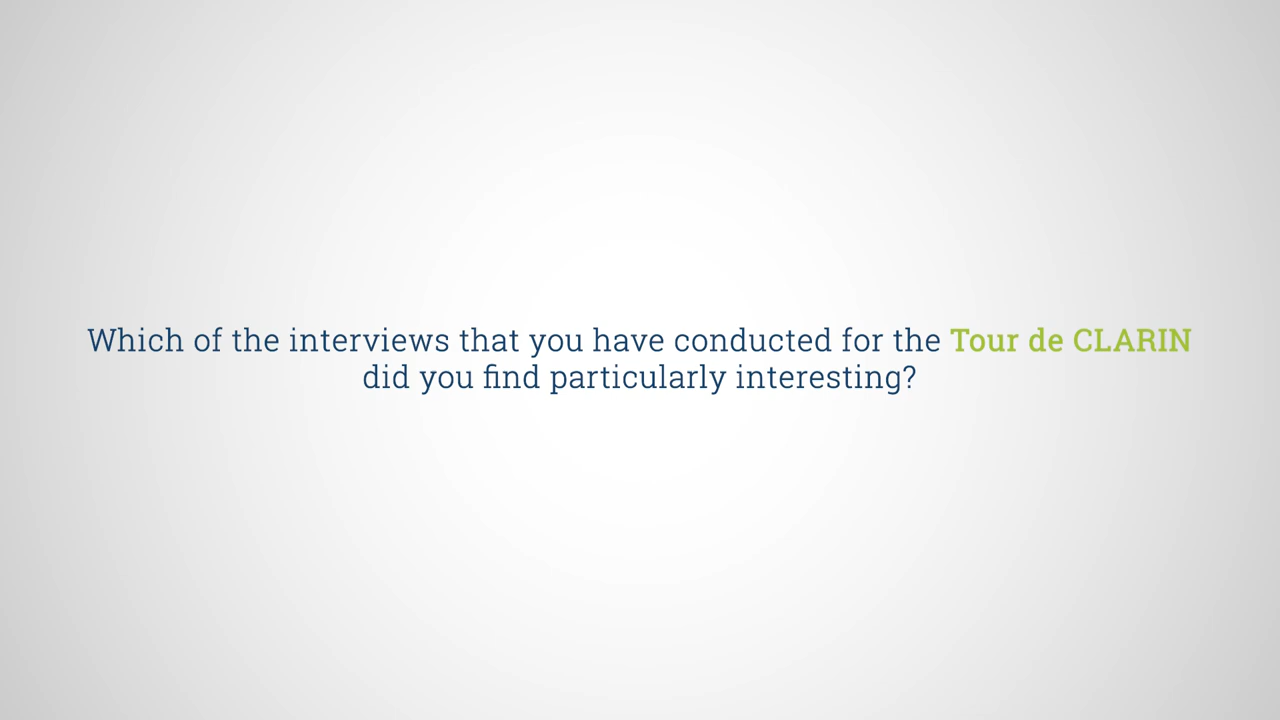 Which of the interviews that you have conducted for the Tour de CLARIN
did you find particularly interesting?